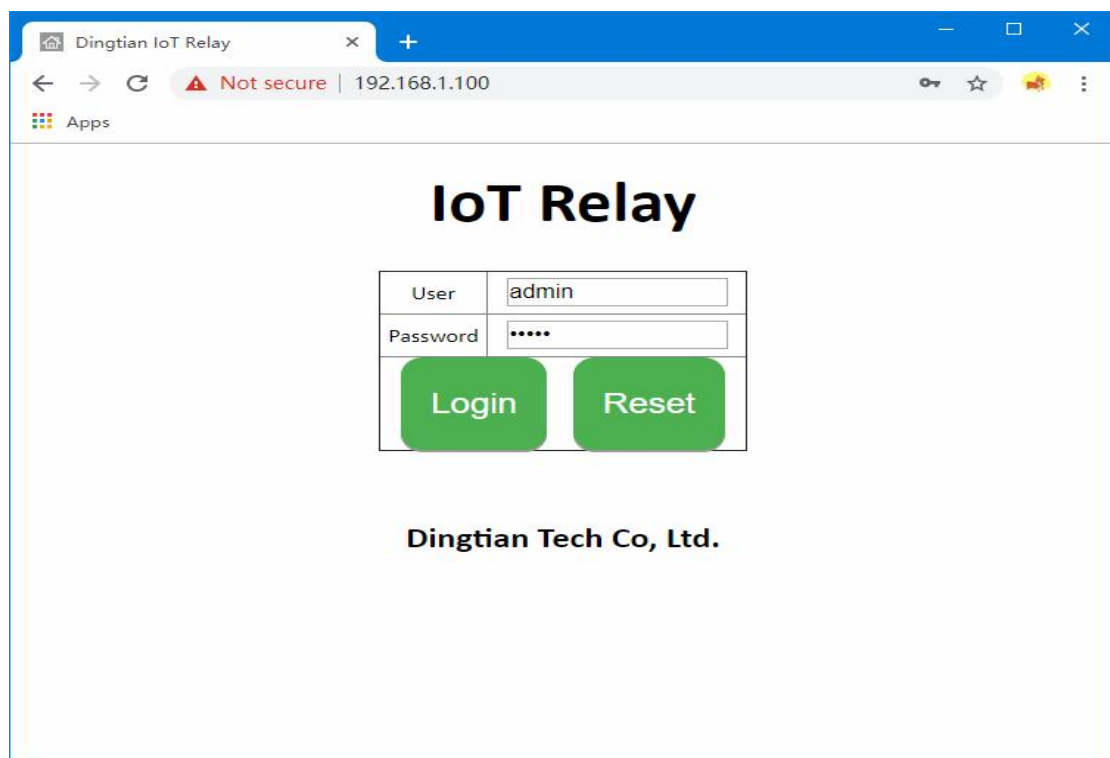 Dingtian IoT Relay
Not secure | 192.168.1.100
Apps
IoT Relay
User admin
Password •••••
Login Reset
Dingtian Tech Co, Ltd.